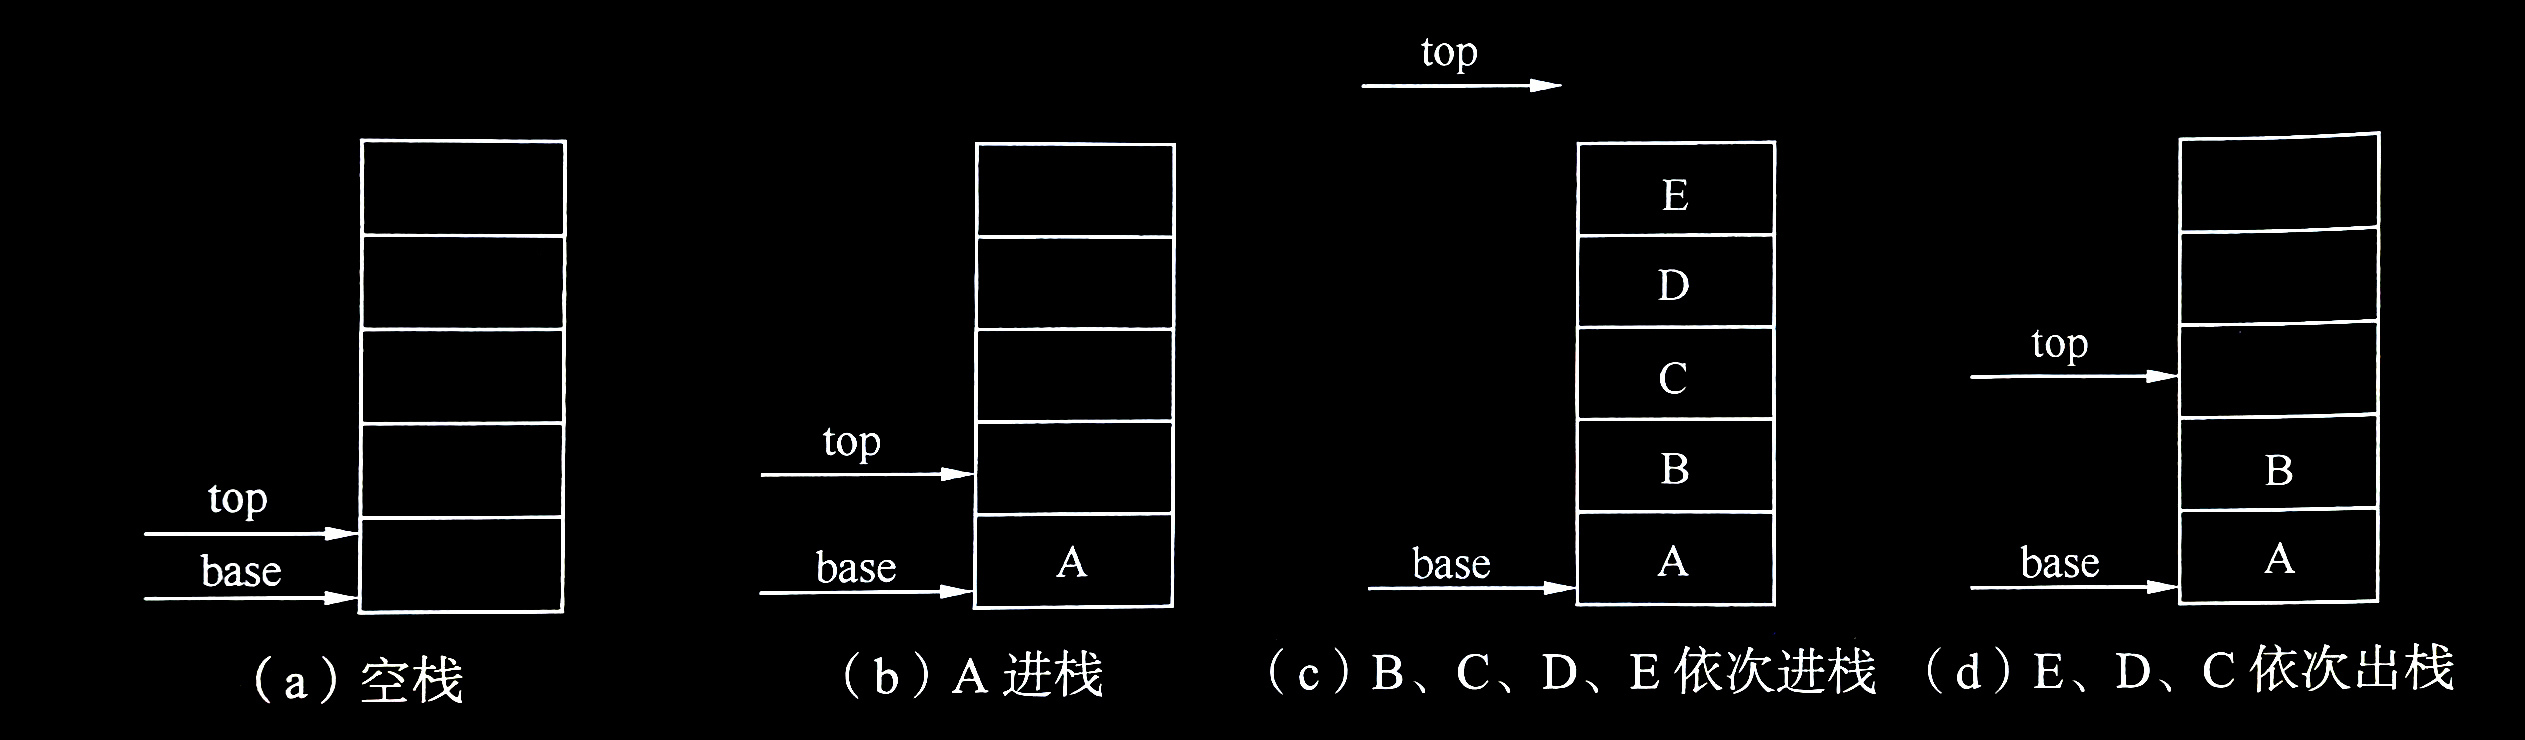 top
base
(a)空栈
top
base
A
(b)A 进栈
top
E
D
C
B
A
base
(c)B、C、D、E 依次进栈
top
B
A
base
(d)E、D、C 依次出栈